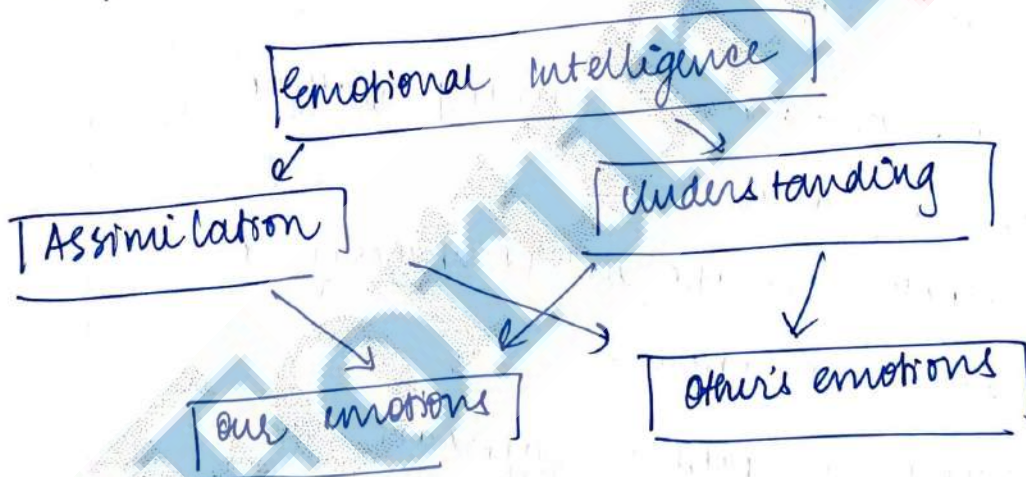 Emotional Intelligence
Assimilation
Understanding
Our emotions
Other's emotions